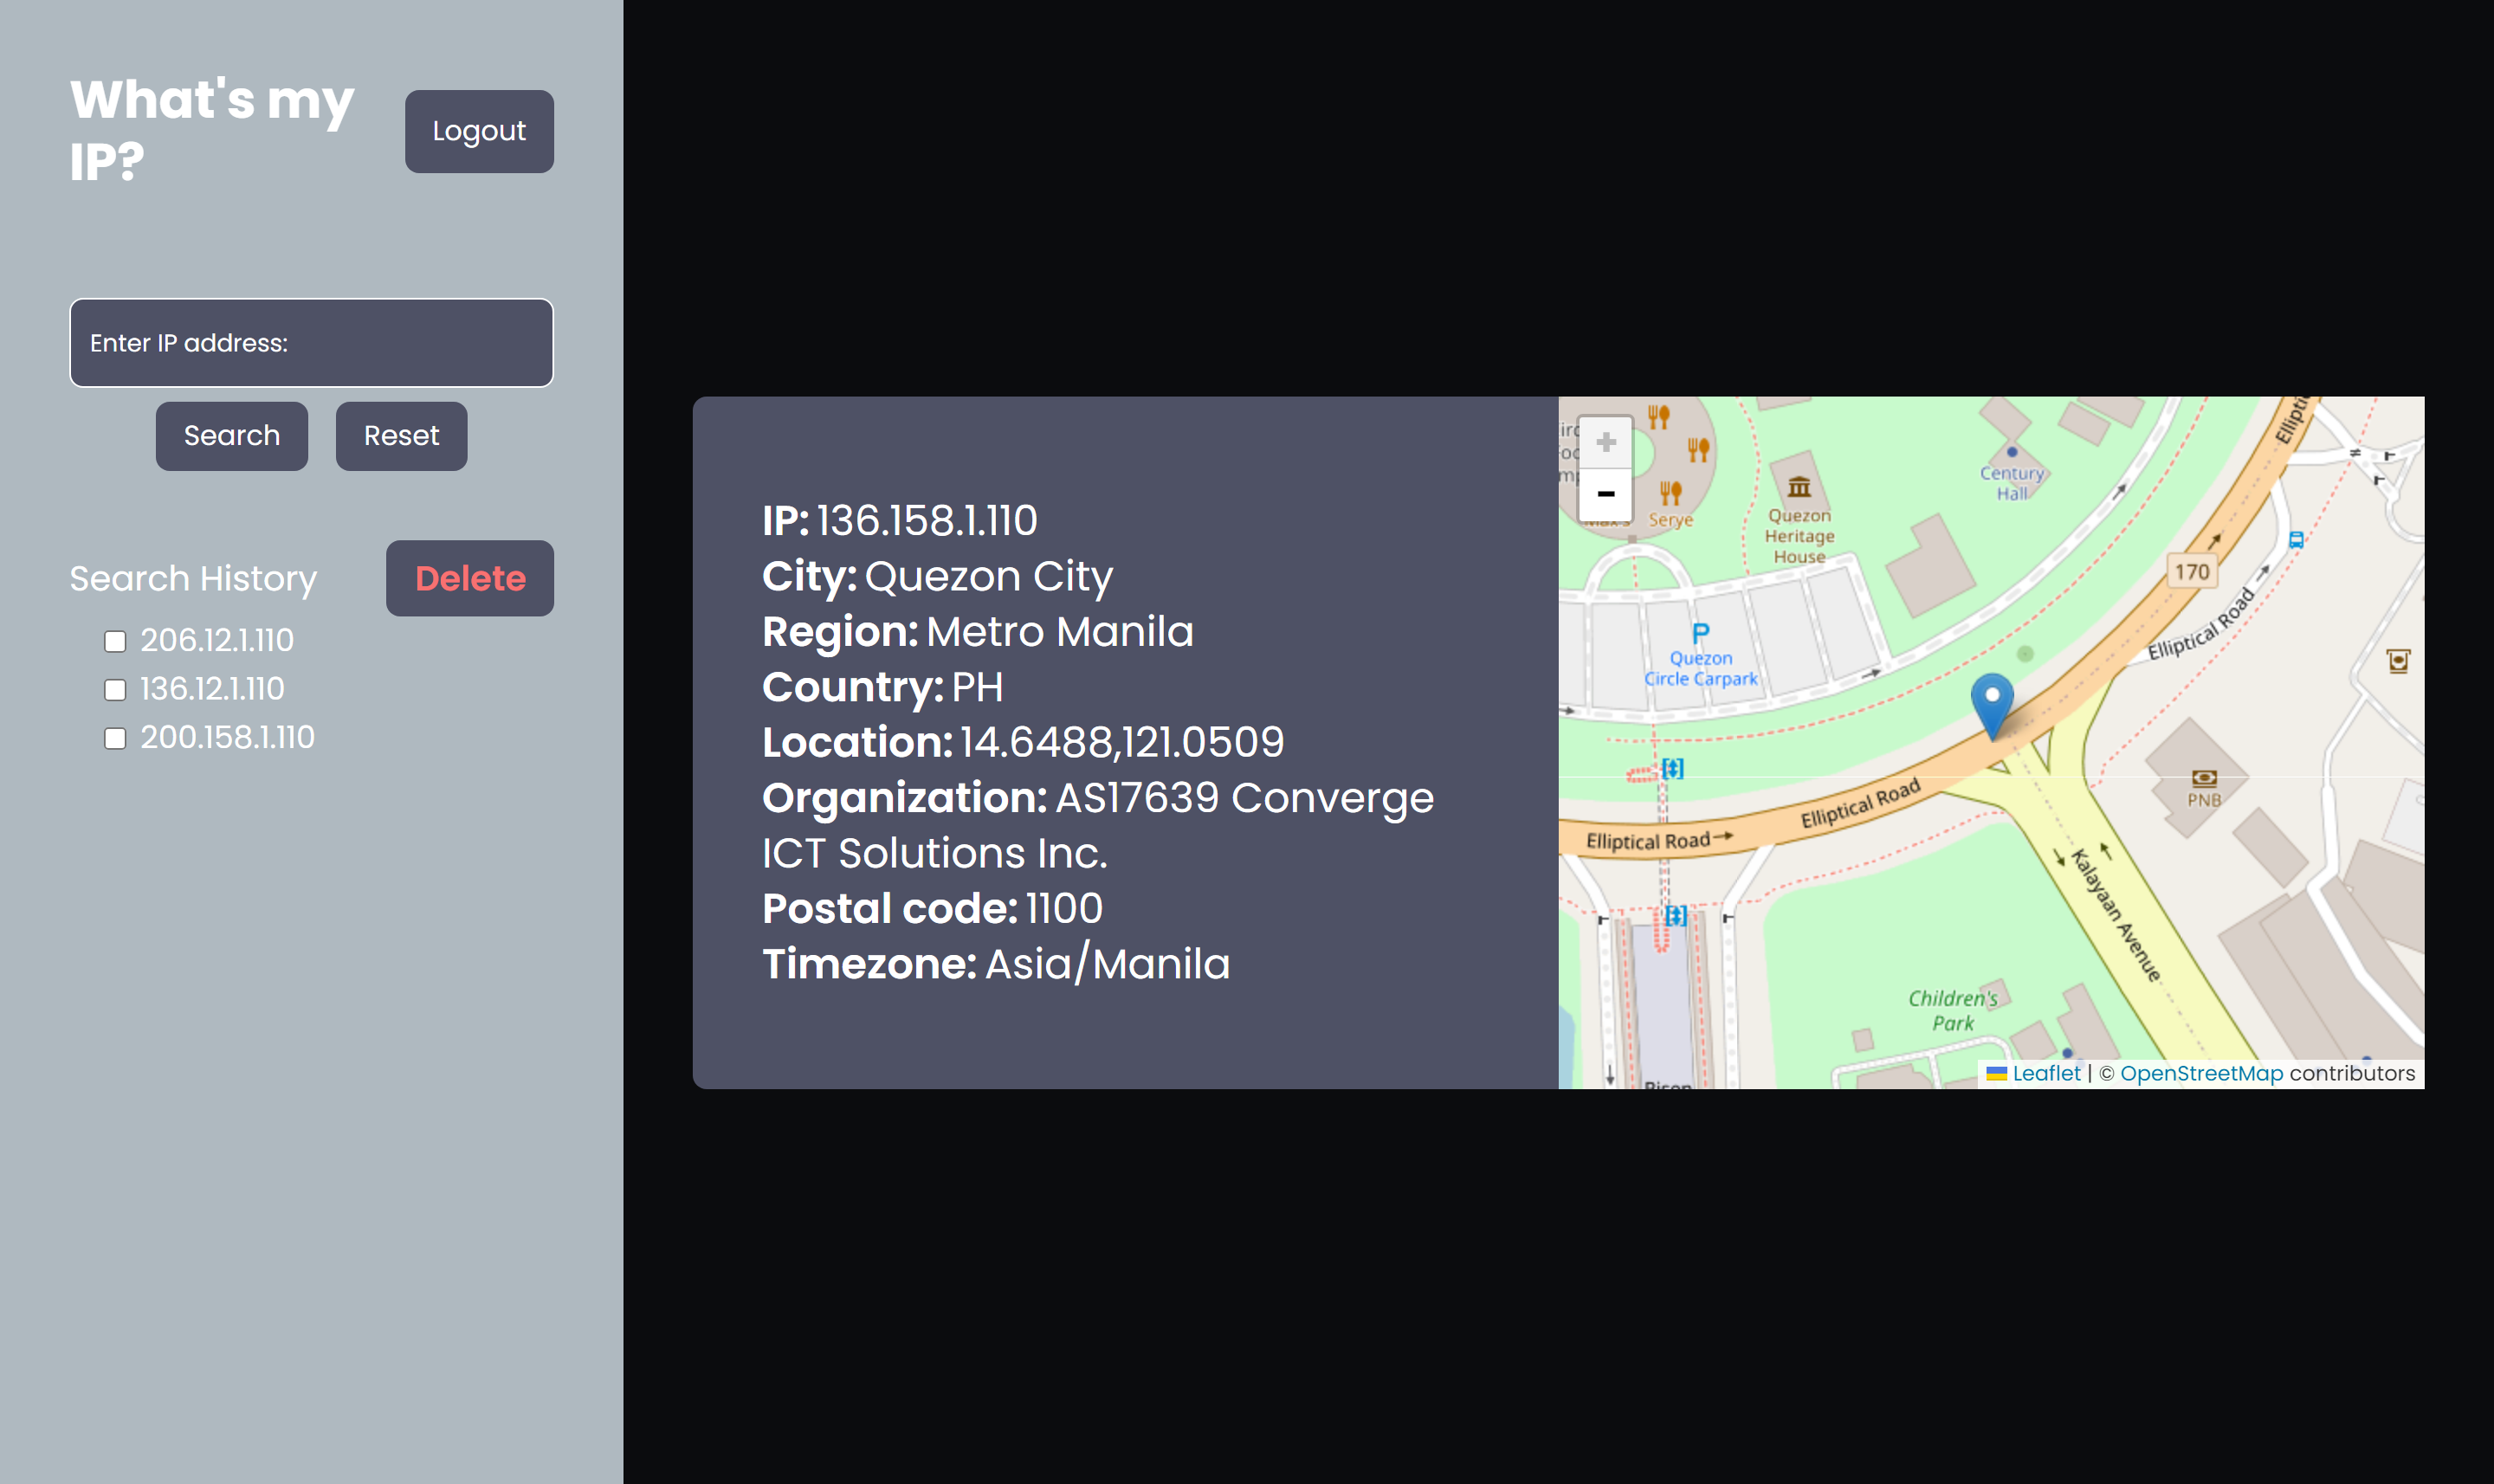 What's my
IP?
Logout
Enter IP address:
Search
Reset
Search History
Delete
206.12.1.110
136.12.1.110
200.158.1.110
IP: 136.158.1.110
City: Quezon City
Region: Metro Manila
Country: PH
Location: 14.6488,121.0509
Organization: AS17639 Converge
ICT Solutions Inc.
Postal code: 1100
Timezone: Asia/Manila
+
-
Serye
Quezon
Heritage
House
Century
Hall
170
Elliptical Road
P
Quezon
Circle Carpark
PNB
Elliptical Road
Elliptical Road
Kalayaan Avenue
Children's
Park
Leaflet | © OpenStreetMap contributors